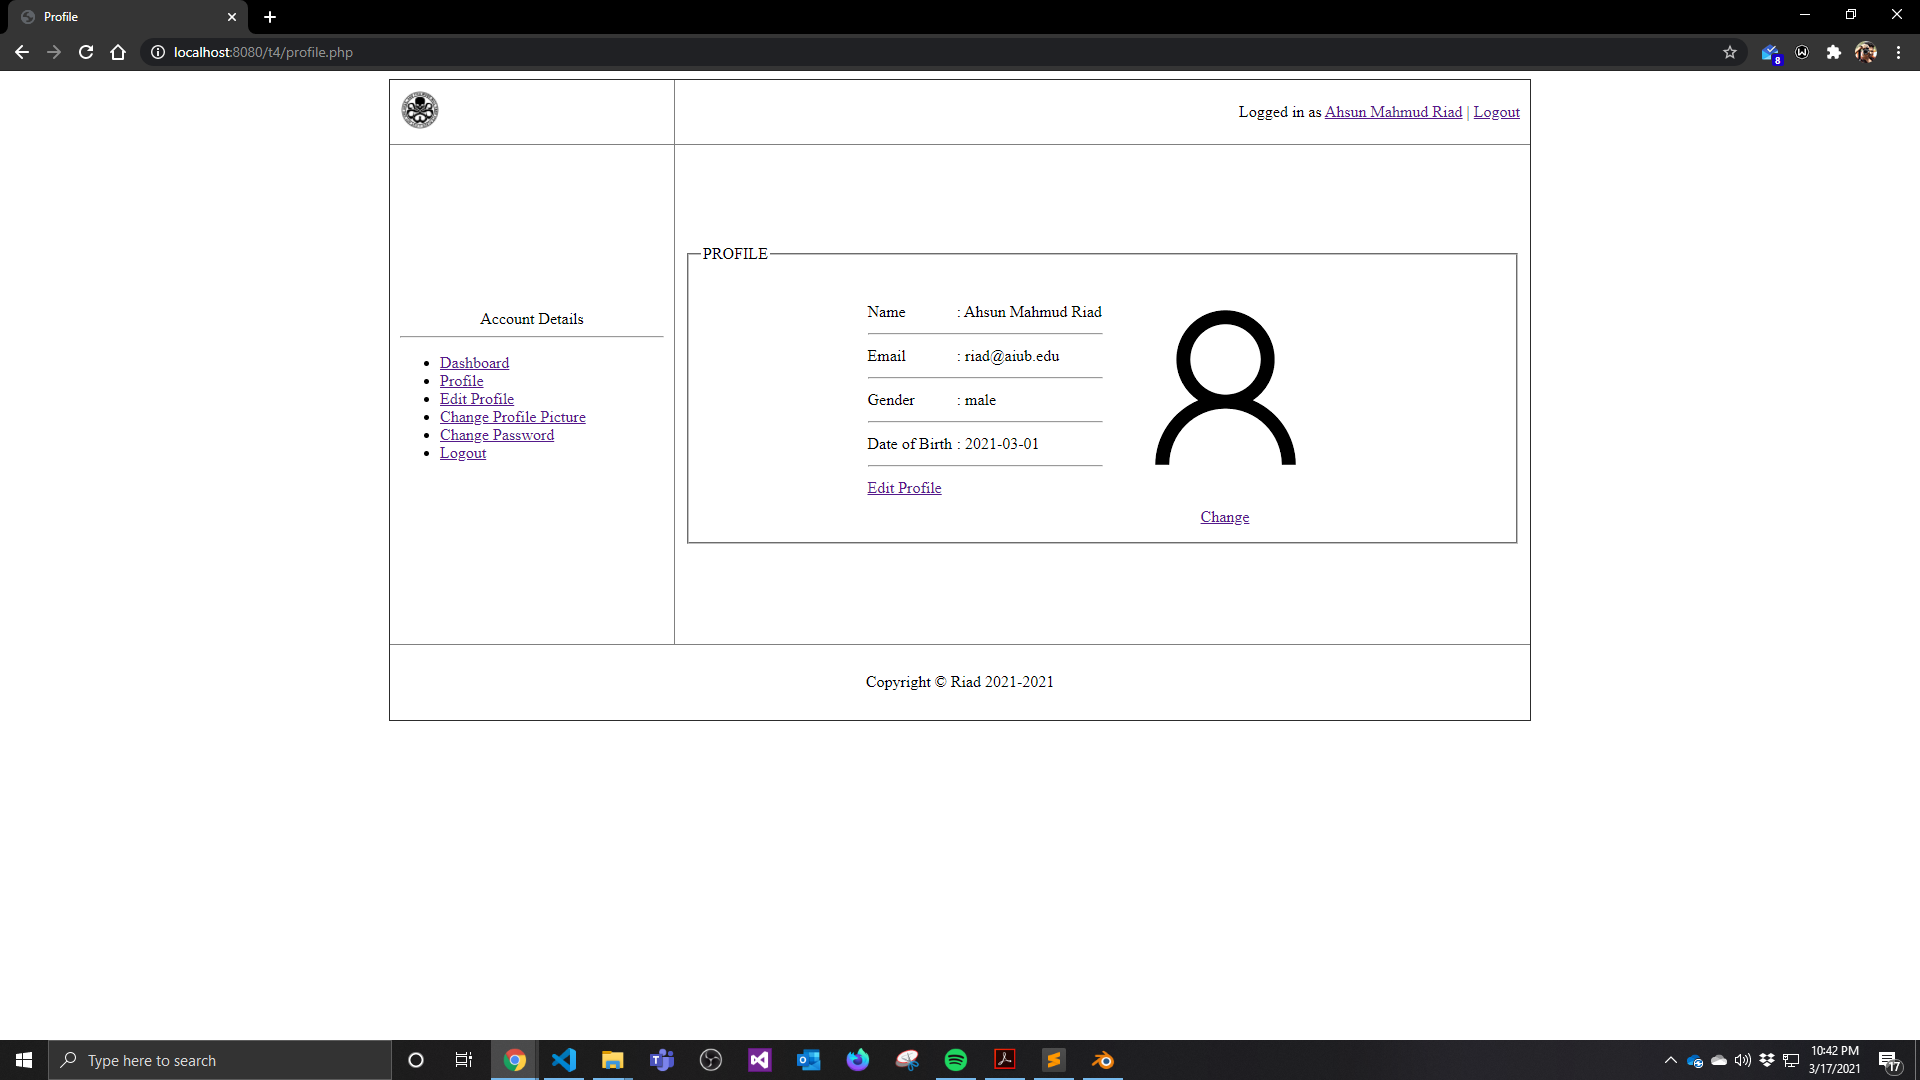 Profile
localhost:8080/t4/profile.php
8
Logged in as Ahsun Mahmud Riad | Logout
Account Details
Dashboard
Profile
Edit Profile
Change Profile Picture
Change Password
Logout
PROFILE
Name : Ahsun Mahmud Riad
Email : riad@aiub.edu
Gender : male
Date of Birth : 2021-03-01
Edit Profile
Change
Copyright © Riad 2021-2021
Type here to search
10:42 PM
3/17/2021
17